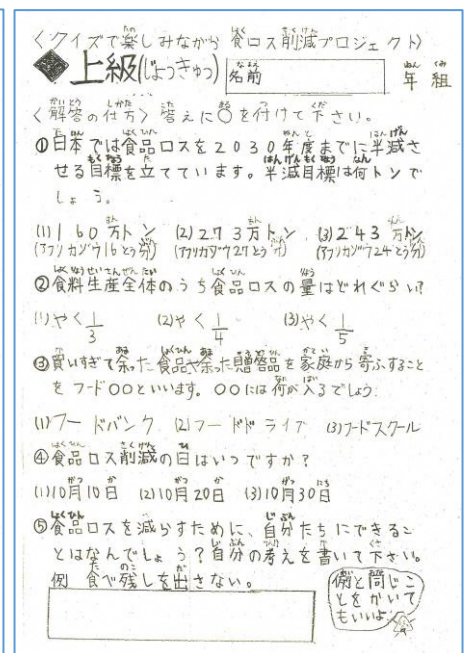 〈クイズで楽しみながら食ロス削減プロジェクト〉
上級(じょっきゅう) 名前 年 組
〈解答の仕方〉答えに○を付けて下さい。
①日本では食品ロスを2030年度までに半減さ
せる目標を立てています。半減目標は何トンで
しょう。
(1)160万トン (2)273万トン (3)243万トン
(アフリカゾウ16とう分) (アフリカゾウ27とう分) (アフリカゾウ24とう分)
②食料生産全体のうち食品ロスの量はどれぐらい?
(1)やく1/3 (2)やく1/4 (3)やく1/5
③買いすぎて余った食品や余った贈答品を家庭から寄ふすること
をフード○○といいます。○○には何が入るでしょう
(1)フードバンク (2)フードドライブ (3)フードスクール
④食品ロス削減の日はいつですか?
(1)10月10日 (2)10月20日 (3)10月30日
⑤食品ロスを減らすために、自分たちにできるこ
とはなんでしょう?自分の考えを書いて下さい。
例 食べ残しを出さない。
例と同じこ
とをかいて
もいいよ